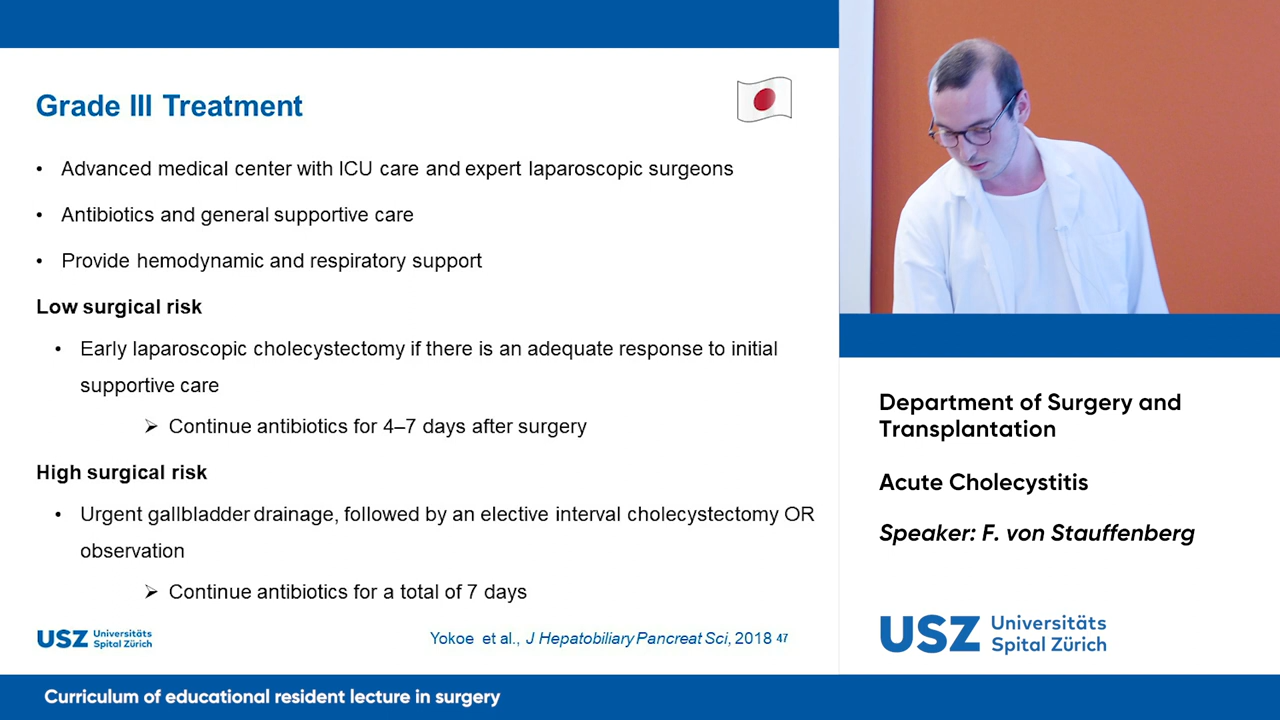 Grade III Treatment
• Advanced medical center with ICU care and expert laparoscopic surgeons
• Antibiotics and general supportive care
• Provide hemodynamic and respiratory support
Low surgical risk
• Early laparoscopic cholecystectomy if there is an adequate response to initial
supportive care
➢ Continue antibiotics for 4–7 days after surgery
High surgical risk
• Urgent gallbladder drainage, followed by an elective interval cholecystectomy OR
observation
➢ Continue antibiotics for a total of 7 days
USZ Universitäts
Spital Zürich
Yokoe et al., J Hepatobiliary Pancreat Sci, 2018 47
Department of Surgery and
Transplantation
Acute Cholecystitis
Speaker: F. von Stauffenberg
USZ Universitäts
Spital Zürich
Curriculum of educational resident lecture in surgery